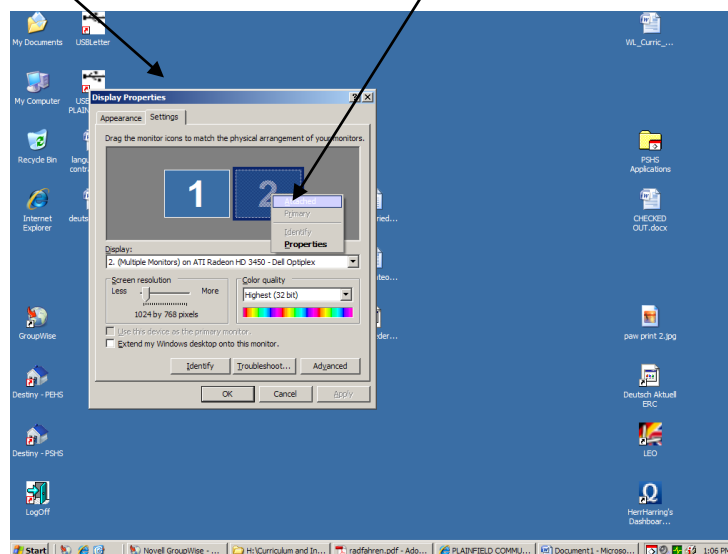 My Documents
USBLetter
WL_Curric_...
My Computer
Display Properties
Appearance
Settings
Drag the monitor icons to match the physical arrangement of your monitors.
Recycle Bin
PSHS
Applications
1
2
Attached
Primary
Identify
Properties
Internet
Explorer
CHECKED
OUT.docx
Display:
2. (Multiple Monitors) on ATI Radeon HD 3450 - Dell Optiplex
Screen resolution
Less
More
1024 by 768 pixels
Color quality
Highest (32 bit)
Use this device as the primary monitor.
Extend my Windows desktop onto this monitor.
GroupWise
paw print 2.jpg
Identify
Troubleshoot...
Advanced
OK
Cancel
Apply
Destiny - PEHS
Deutsch Aktuell
ERC
Destiny - PSHS
LEO
LogOff
HerrHarring's
Dashboar...
Start
Novell GroupWise - ...
H:\Curriculum and In...
radfahren.pdf - Ado...
PLAINFIELD COMMU...
Document1 - Microso...
1:06 PM